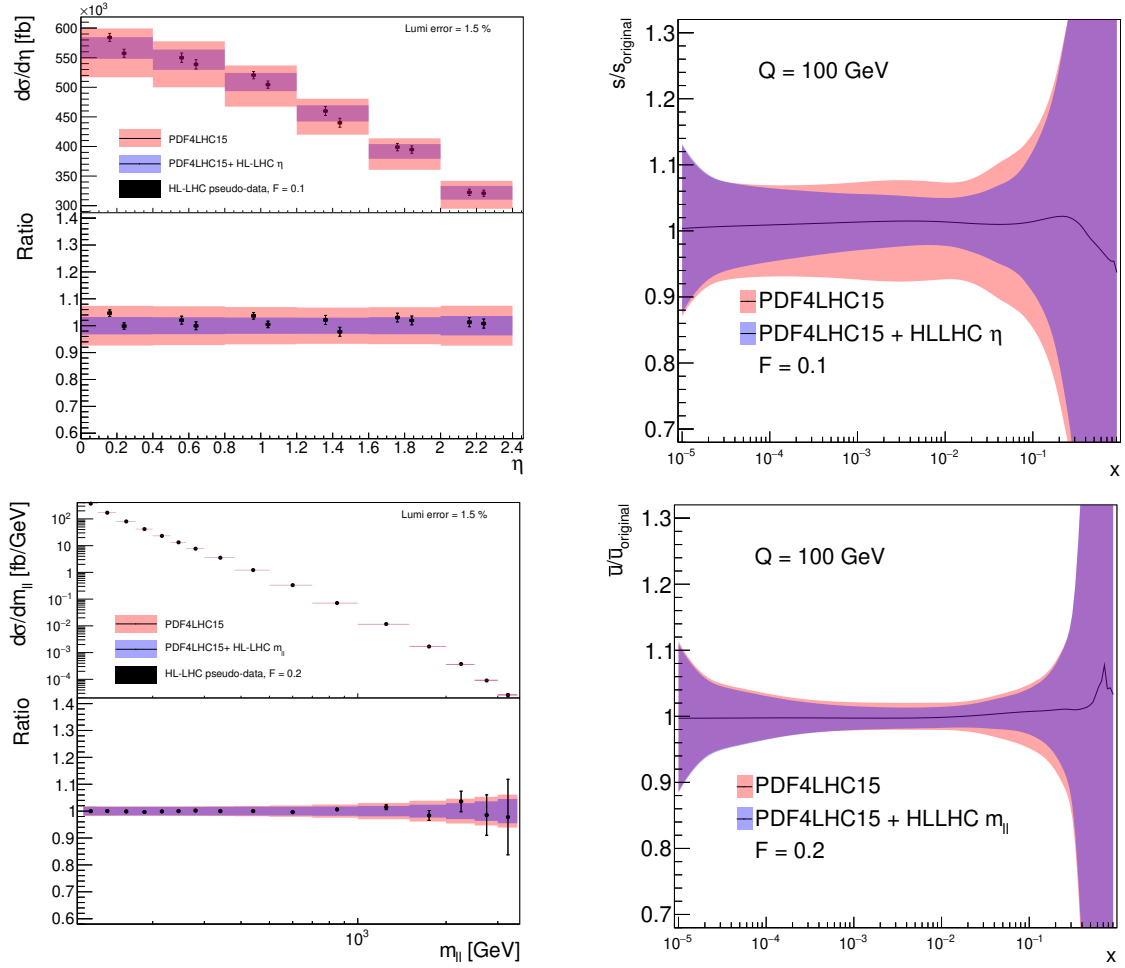 ×10³
Lumi error = 1.5 %
dσ/dη [fb]
600
550
500
450
400
350
300
PDF4LHC15
PDF4LHC15+ HL-LHC η
HL-LHC pseudo-data, F = 0.1
Ratio
1.4
1.3
1.2
1.1
1
0.9
0.8
0.7
0.6
0 0.2 0.4 0.6 0.8 1 1.2 1.4 1.6 1.8 2 2.2 2.4
η
s/s_original
Q = 100 GeV
1.3
1.2
1.1
1
0.9
0.8
0.7
PDF4LHC15
PDF4LHC15 + HLLHC η
F = 0.1
10⁻⁵ 10⁻⁴ 10⁻³ 10⁻² 10⁻¹
x
dσ/dm_ll [fb/GeV]
Lumi error = 1.5 %
10²
10
1
10⁻¹
10⁻²
10⁻³
10⁻⁴
PDF4LHC15
PDF4LHC15+ HL-LHC m_ll
HL-LHC pseudo-data, F = 0.2
Ratio
1.4
1.3
1.2
1.1
1
0.9
0.8
0.7
0.6
10³
m_ll [GeV]
u̅/u̅_original
Q = 100 GeV
1.3
1.2
1.1
1
0.9
0.8
0.7
PDF4LHC15
PDF4LHC15 + HLLHC m_ll
F = 0.2
10⁻⁵ 10⁻⁴ 10⁻³ 10⁻² 10⁻¹
x